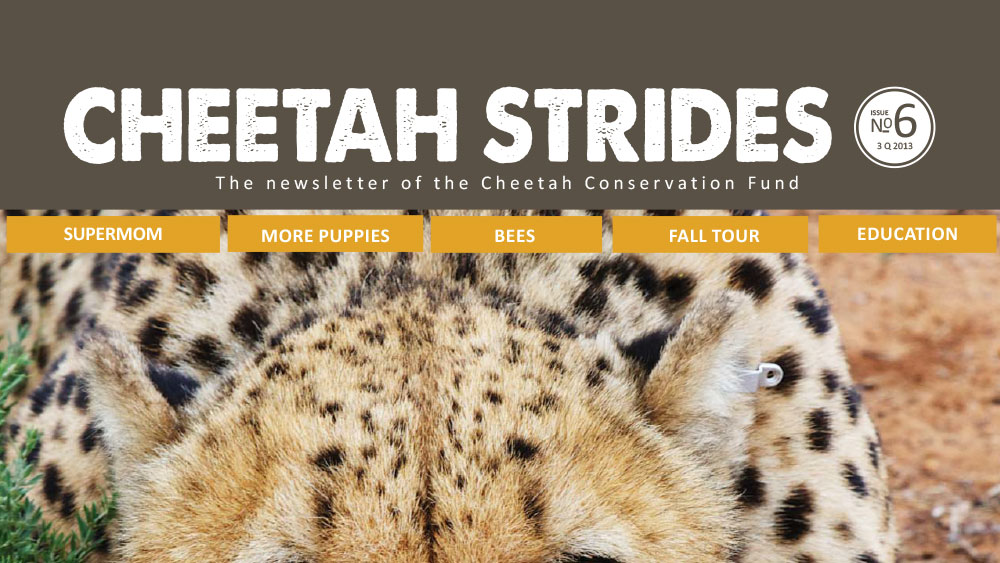 CHEETAH STRIDES
ISSUE
No 6
3 Q 2013
The newsletter of the Cheetah Conservation Fund
SUPERMOM
MORE PUPPIES
BEES
FALL TOUR
EDUCATION